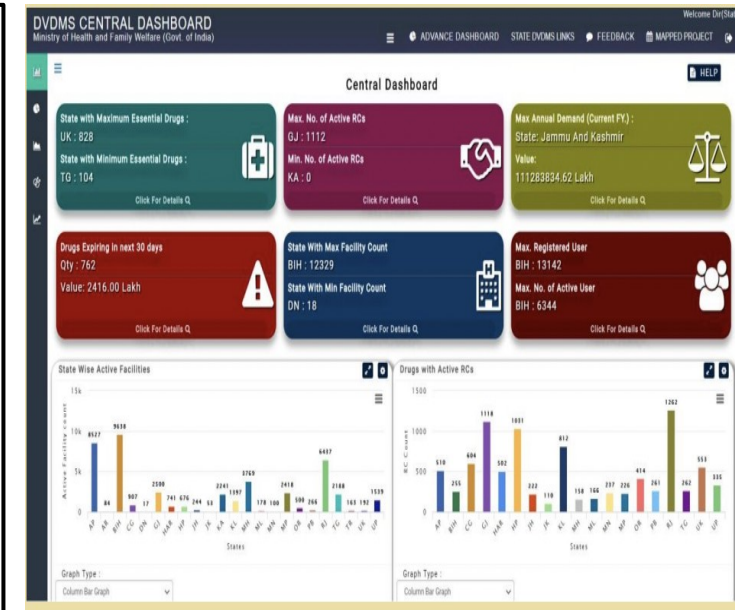 DVDMS CENTRAL DASHBOARD
Ministry of Health and Family Welfare (Govt. of India)
Welcome Dir(Stat
ADVANCE DASHBOARD STATE DVDMS LINKS FEEDBACK MAPPED PROJECT
HELP
Central Dashboard
State with Maximum Essential Drugs :
UK : 828
State with Minimum Essential Drugs :
TG : 104
Click For Details
Max. No. of Active RCs
GJ : 1112
Min. No. of Active RCs
KA : 0
Click For Details
Max Annual Demand (Current FY.) :
State: Jammu And Kashmir
Value:
111283834.62 Lakh
Click For Details
Drugs Expiring in next 30 days
Qty : 762
Value: 2416.00 Lakh
Click For Details
State With Max Facility Count
BIH : 12329
State With Min Facility Count
DN : 18
Click For Details
Max. Registered User
BIH : 13142
Max. No. of Active User
BIH : 6344
Click For Details
State Wise Active Facilities
Active Facility count
15k
10k
5k
0
8527 84 9638 907 17 2500 741 676 244 53 2241 1397 3769 178 100 2418 500 266 6437 2188 163 192 1539
AP AR BIH CG DN GJ HAR HP JH JK KA KL MH ML MN MP OR PB RJ TG TR UK UP
States
Graph Type :
Column Bar Graph
Drugs with Active RCs
RC Count
1500
1000
500
0
510 255 604 1118 502 1031 222 110 812 158 166 237 226 414 261 1262 262 553 335
AP BIH CG GJ HAR HP JH JK KL MH ML MN MP OR PB RJ TG UK UP
States
Graph Type :
Column Bar Graph